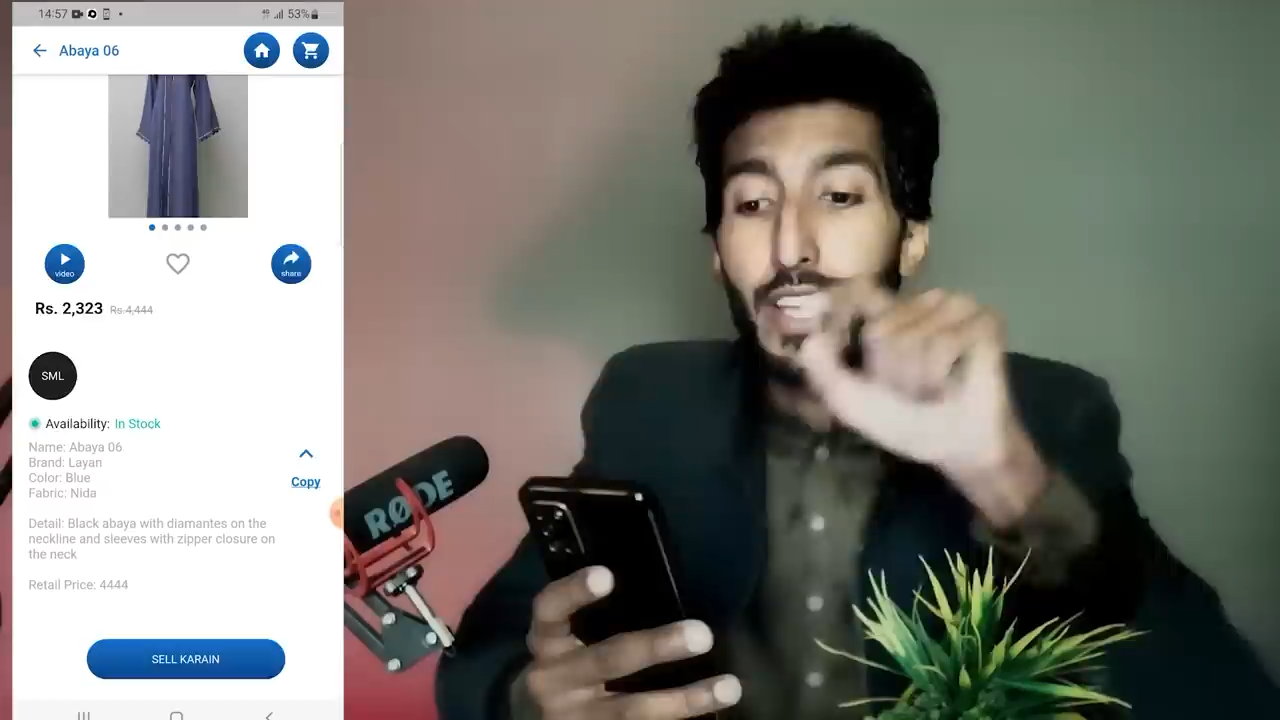 14:57
53%
Abaya 06
video
share
Rs. 2,323 Rs.4,444
SML
Availability: In Stock
Name: Abaya 06
Brand: Layan
Color: Blue
Fabric: Nida
Copy
Detail: Black abaya with diamantes on the
neckline and sleeves with zipper closure on
the neck
Retail Price: 4444
SELL KARAIN
RØDE